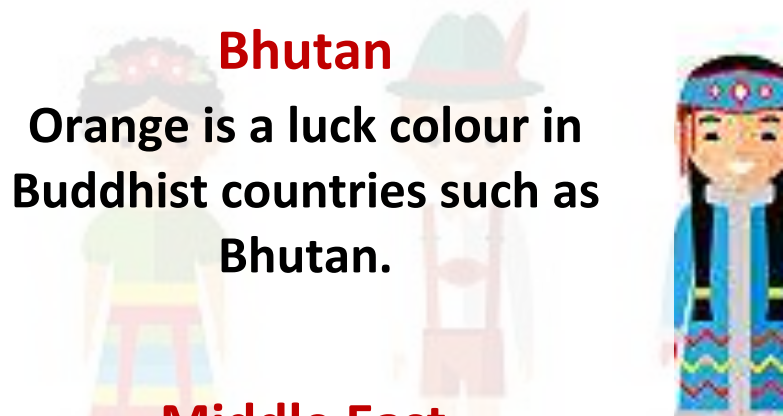 Bhutan
Orange is a luck colour in
Buddhist countries such as
Bhutan.
Middle East